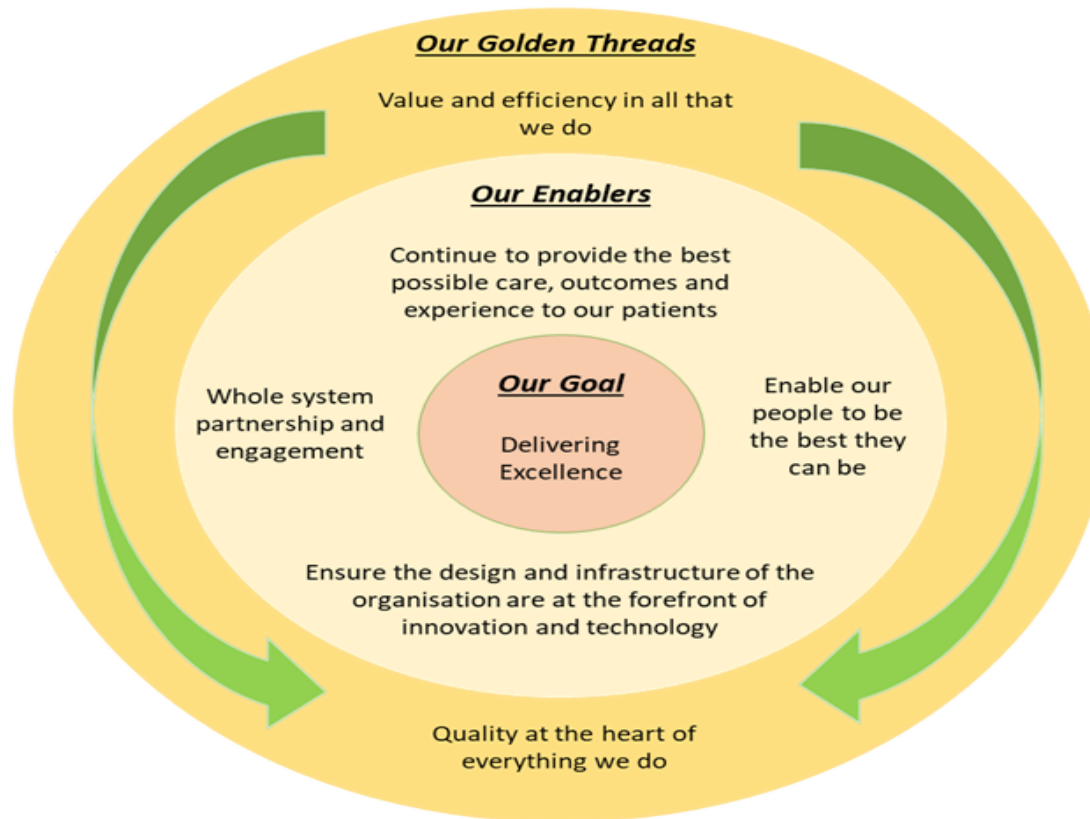 Our Golden Threads
Value and efficiency in all that
we do
Our Enablers
Continue to provide the best
possible care, outcomes and
experience to our patients
Whole system
partnership and
engagement
Our Goal
Delivering
Excellence
Enable our
people to be
the best they
can be
Ensure the design and infrastructure of the
organisation are at the forefront of
innovation and technology
Quality at the heart of
everything we do